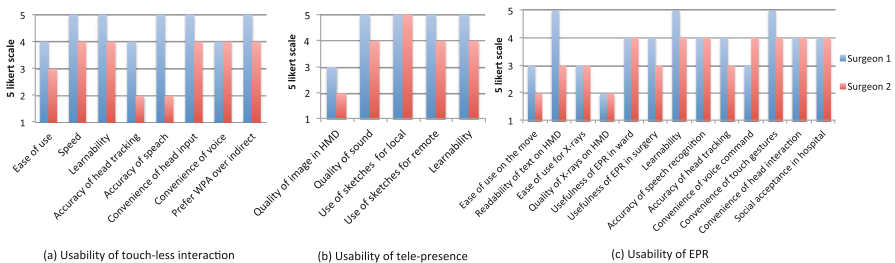 5 likert scale
5
4
3
2
1
Ease of use
Speed
Learnability
Accuracy of head tracking
Accuracy of speach
Convenience of head input
Convenience of voice
Prefer WPA over indirect
(a) Usability of touch-less interaction
5 likert scale
5
4
3
2
1
Quality of image in HMD
Quality of sound
Use of sketches for local
Use of sketches for remote
Learnability
(b) Usability of tele-presence
5 likert scale
5
4
3
2
1
Ease of use on the move
Readability of text on HMD
Ease of use for X-rays
Quality of X-rays on HMD
Usefulness of EPR in ward
Usefulness of EPR in surgery
Learnability
Accuracy of speech recognition
Accuracy of head tracking
Convenience of voice command
Convenience of touch gestures
Convenience of head interaction
Social acceptance in hospital
(c) Usability of EPR
Surgeon 1
Surgeon 2